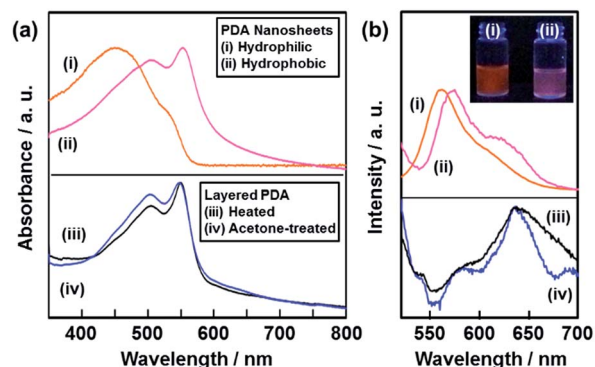 (a)
PDA Nanosheets
(i) Hydrophilic
(ii) Hydrophobic
(i)
(ii)
Layered PDA
(iii) Heated
(iv) Acetone-treated
(iii)
(iv)
Absorbance / a. u.
400 500 600 700 800
Wavelength / nm
(b)
(i) (ii)
(i)
(ii)
(iii)
(iv)
Intensity / a. u.
550 600 650 700
Wavelength / nm